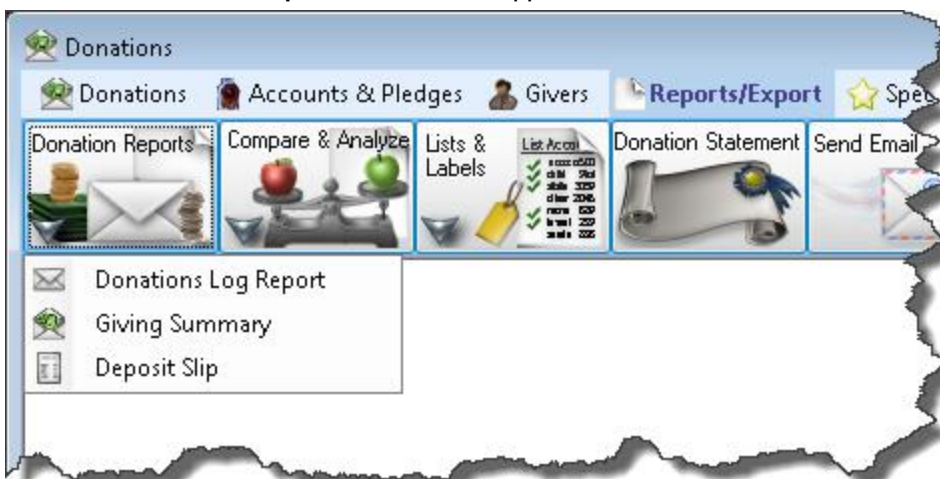 Donations
Donations Accounts & Pledges Givers Reports/Export
Donation Reports Compare & Analyze Lists & Labels List Donation Statement Send Email
Donations Log Report
Giving Summary
Deposit Slip